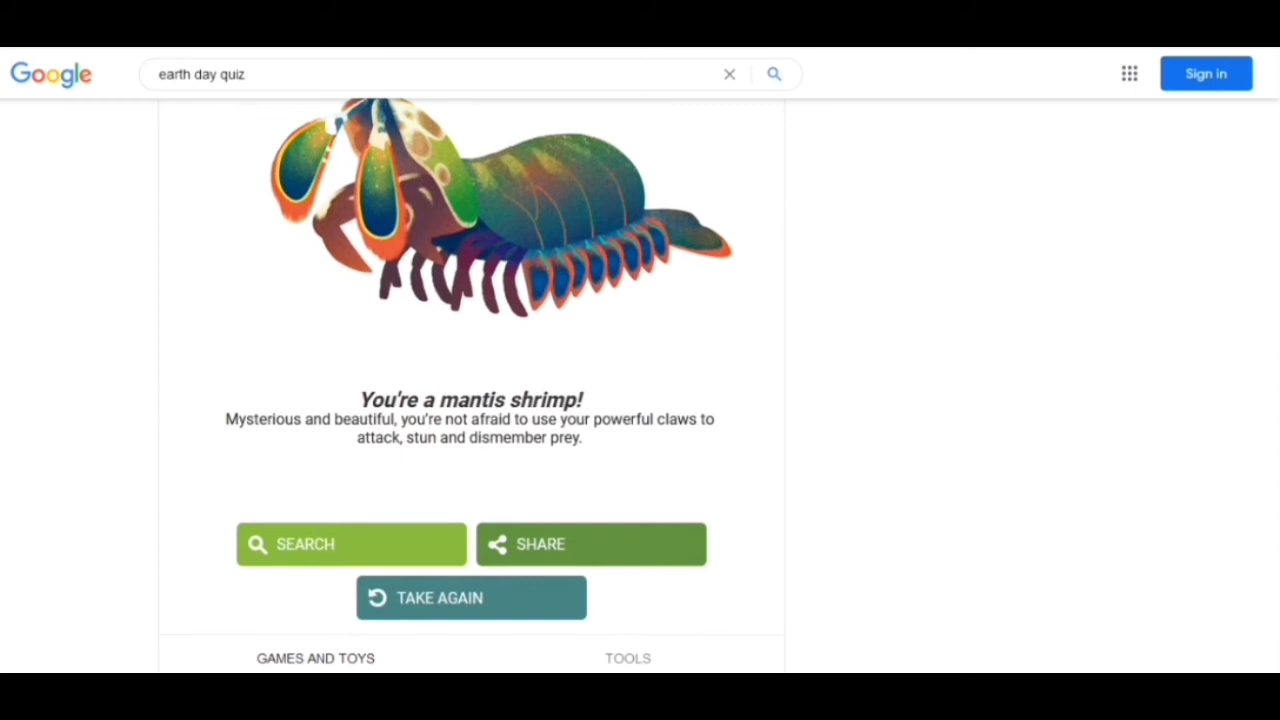 Google
earth day quiz
Sign in
You're a mantis shrimp!
Mysterious and beautiful, you're not afraid to use your powerful claws to
attack, stun and dismember prey.
SEARCH
SHARE
TAKE AGAIN
GAMES AND TOYS
TOOLS